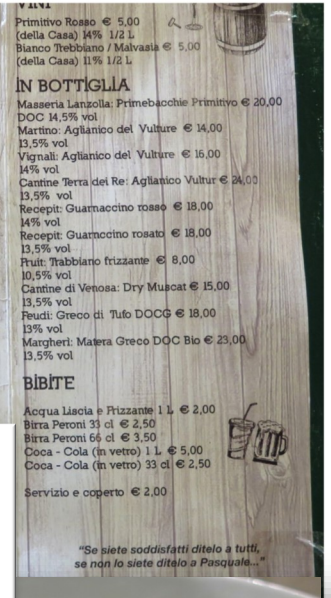 VINI
Primitivo Rosso € 5,00
(della Casa) 14% 1/2 L
Bianco Trebbiano / Malvasia € 5,00
(della Casa) 11% 1/2 L
IN BOTTIGLIA
Masseria Lanzolla: Primebacchie Primitivo € 20,00
DOC 14,5% vol
Martino: Aglianico del Vulture € 14,00
13,5% vol
Vignali: Aglianico del Vulture € 16,00
14% vol
Cantine Terra dei Re: Aglianico Vultur € 24,00
13,5% vol
Recepit: Guarnaccino rosso € 18,00
14% vol
Recepit: Guarnccino rosato € 18,00
13,5% vol
Fruit: Trabbiano frizzante € 8,00
10,5% vol
Cantine di Venosa: Dry Muscat € 15,00
13,5% vol
Feudi: Greco di Tufo DOCG € 18,00
13% vol
Margheri: Matera Greco DOC Bio € 23,00
13,5% vol
BIBITE
Acqua Liscia e Frizzante 1 L € 2,00
Birra Peroni 33 cl € 2,50
Birra Peroni 66 cl € 3,50
Coca - Cola (in vetro) 1 L € 5,00
Coca - Cola (in vetro) 33 cl € 2,50
Servizio e coperto € 2,00
"Se siete soddisfatti ditelo a tutti,
se non lo siete ditelo a Pasquale..."